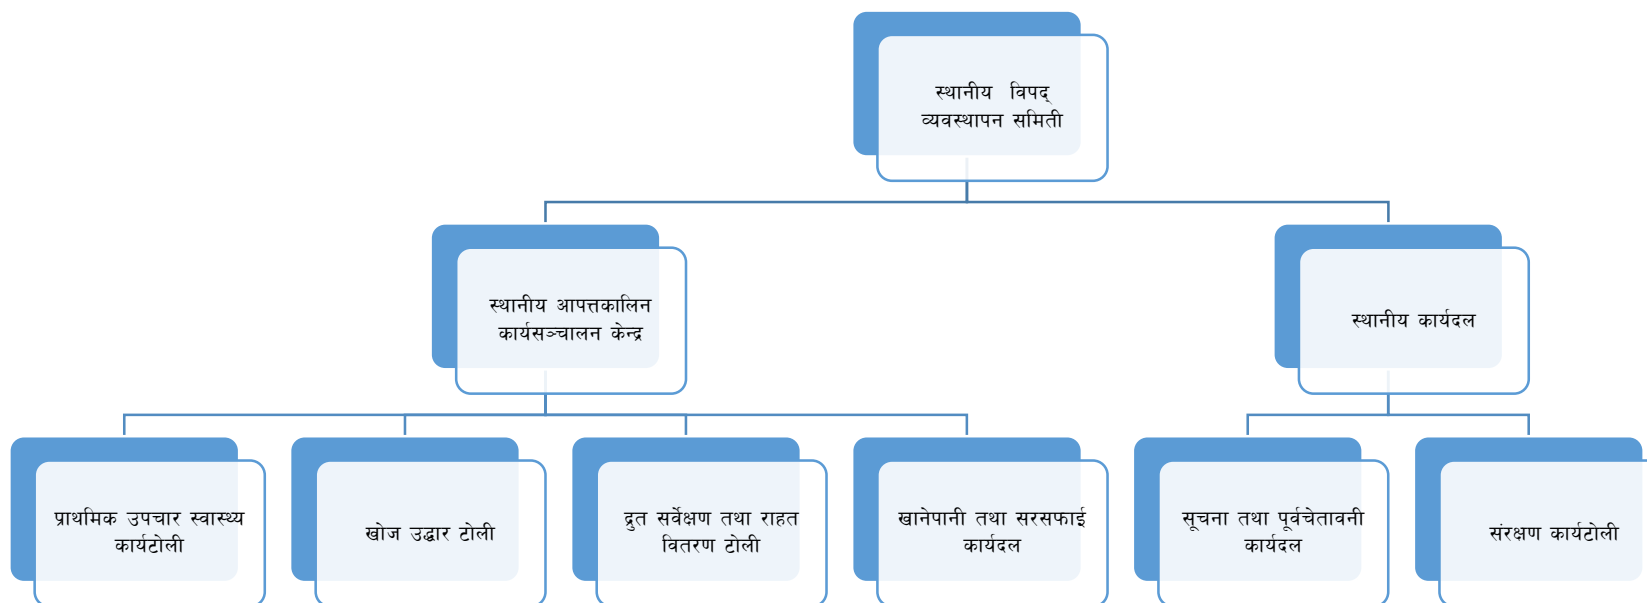 स्थानीय विपद्
व्यवस्थापन समिती
स्थानीय आपत्तकालिन
कार्यसञ्चालन केन्द्र
स्थानीय कार्यदल
प्राथमिक उपचार स्वास्थ्य
कार्यटोली
खोज उद्धार टोली
द्रुत सर्वेक्षण तथा राहत
वितरण टोली
खानेपानी तथा सरसफाई
कार्यदल
सूचना तथा पूर्वचेतावनी
कार्यदल
संरक्षण कार्यटोली